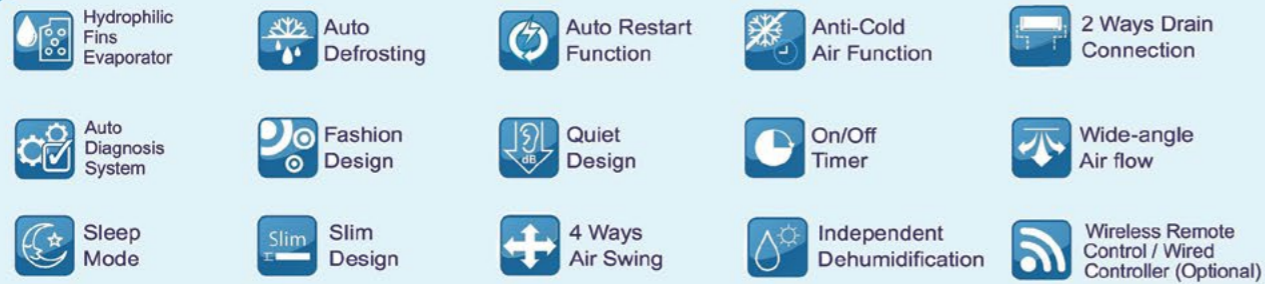 Hydrophilic
Fins
Evaporator
Auto
Defrosting
Auto Restart
Function
Anti-Cold
Air Function
2 Ways Drain
Connection
Auto
Diagnosis
System
Fashion
Design
dB
Quiet
Design
On/Off
Timer
Wide-angle
Air flow
Sleep
Mode
Slim
Slim
Design
4 Ways
Air Swing
Independent
Dehumidification
Wireless Remote
Control / Wired
Controller (Optional)